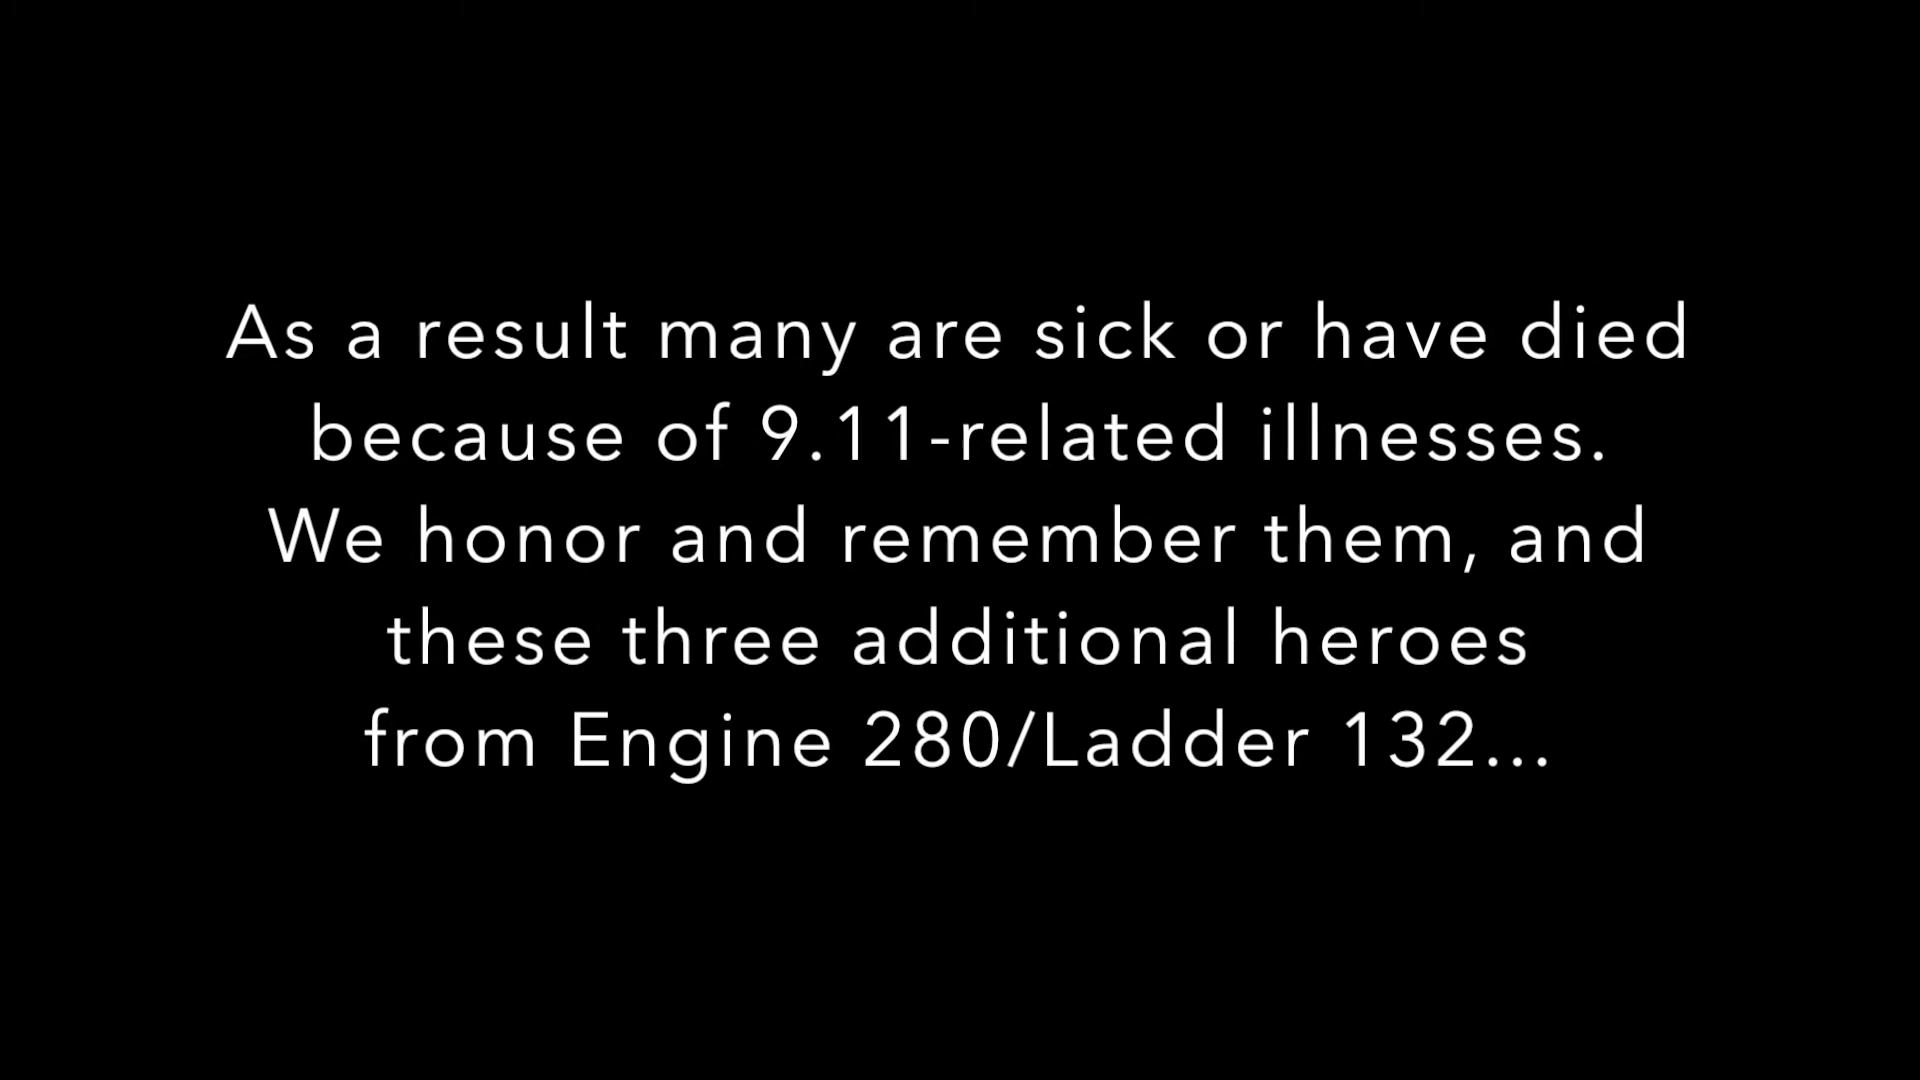 As a result many are sick or have died
because of 9.11-related illnesses.
We honor and remember them, and
these three additional heroes
from Engine 280/Ladder 132...